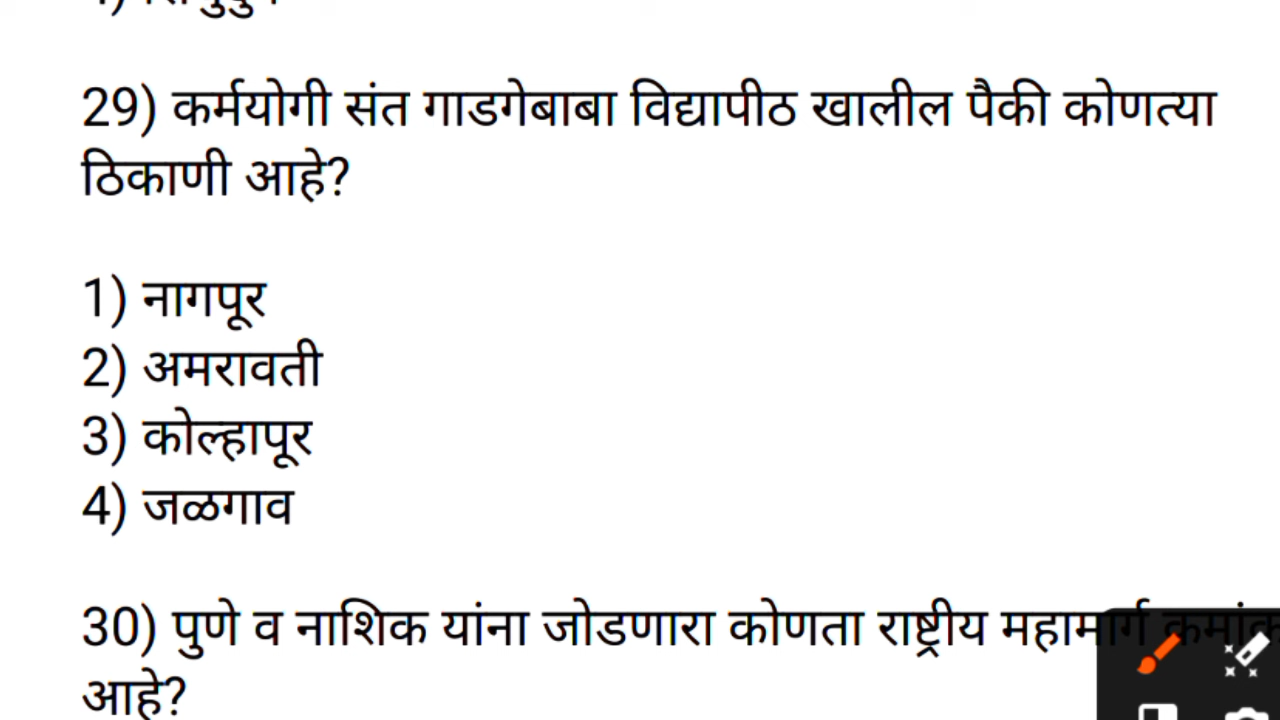 29) कर्मयोगी संत गाडगेबाबा विद्यापीठ खालील पैकी कोणत्या
ठिकाणी आहे?
1) नागपूर
2) अमरावती
3) कोल्हापूर
4) जळगाव
30) पुणे व नाशिक यांना जोडणारा कोणता राष्ट्रीय महामार्ग
आहे?